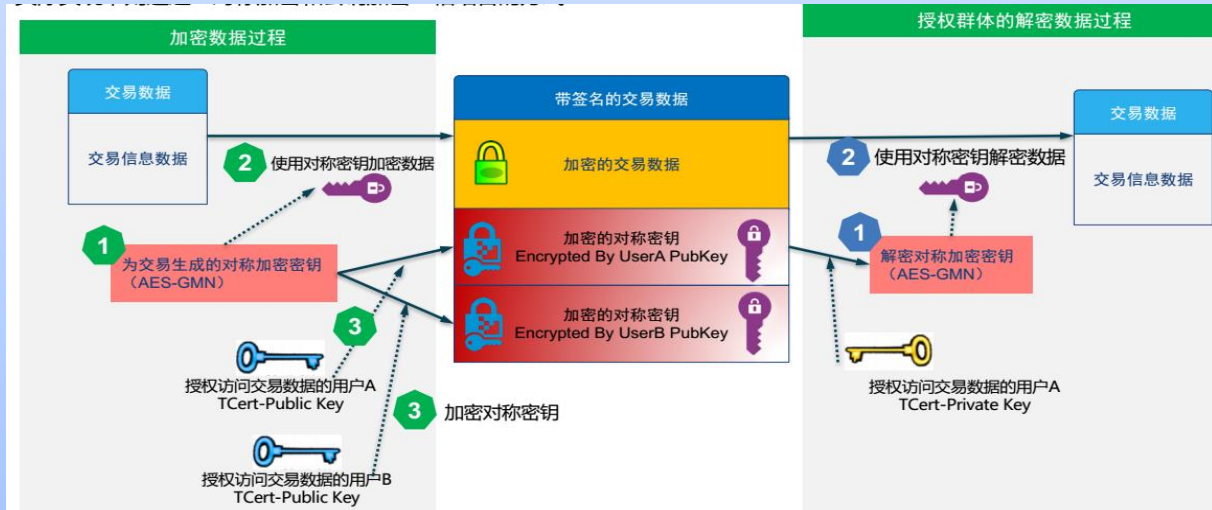 加密数据过程
交易数据
交易信息数据
2
使用对称密钥加密数据
1
为交易生成的对称加密密钥
（AES-GMN）
3
授权访问交易数据的用户A
TCert-Public Key
3
加密对称密钥
授权访问交易数据的用户B
TCert-Public Key
带签名的交易数据
加密的交易数据
加密的对称密钥
Encrypted By UserA PubKey
加密的对称密钥
Encrypted By UserB PubKey
授权群体的解密数据过程
交易数据
交易信息数据
2
使用对称密钥解密数据
1
解密对称加密密钥
（AES-GMN）
授权访问交易数据的用户A
TCert-Private Key